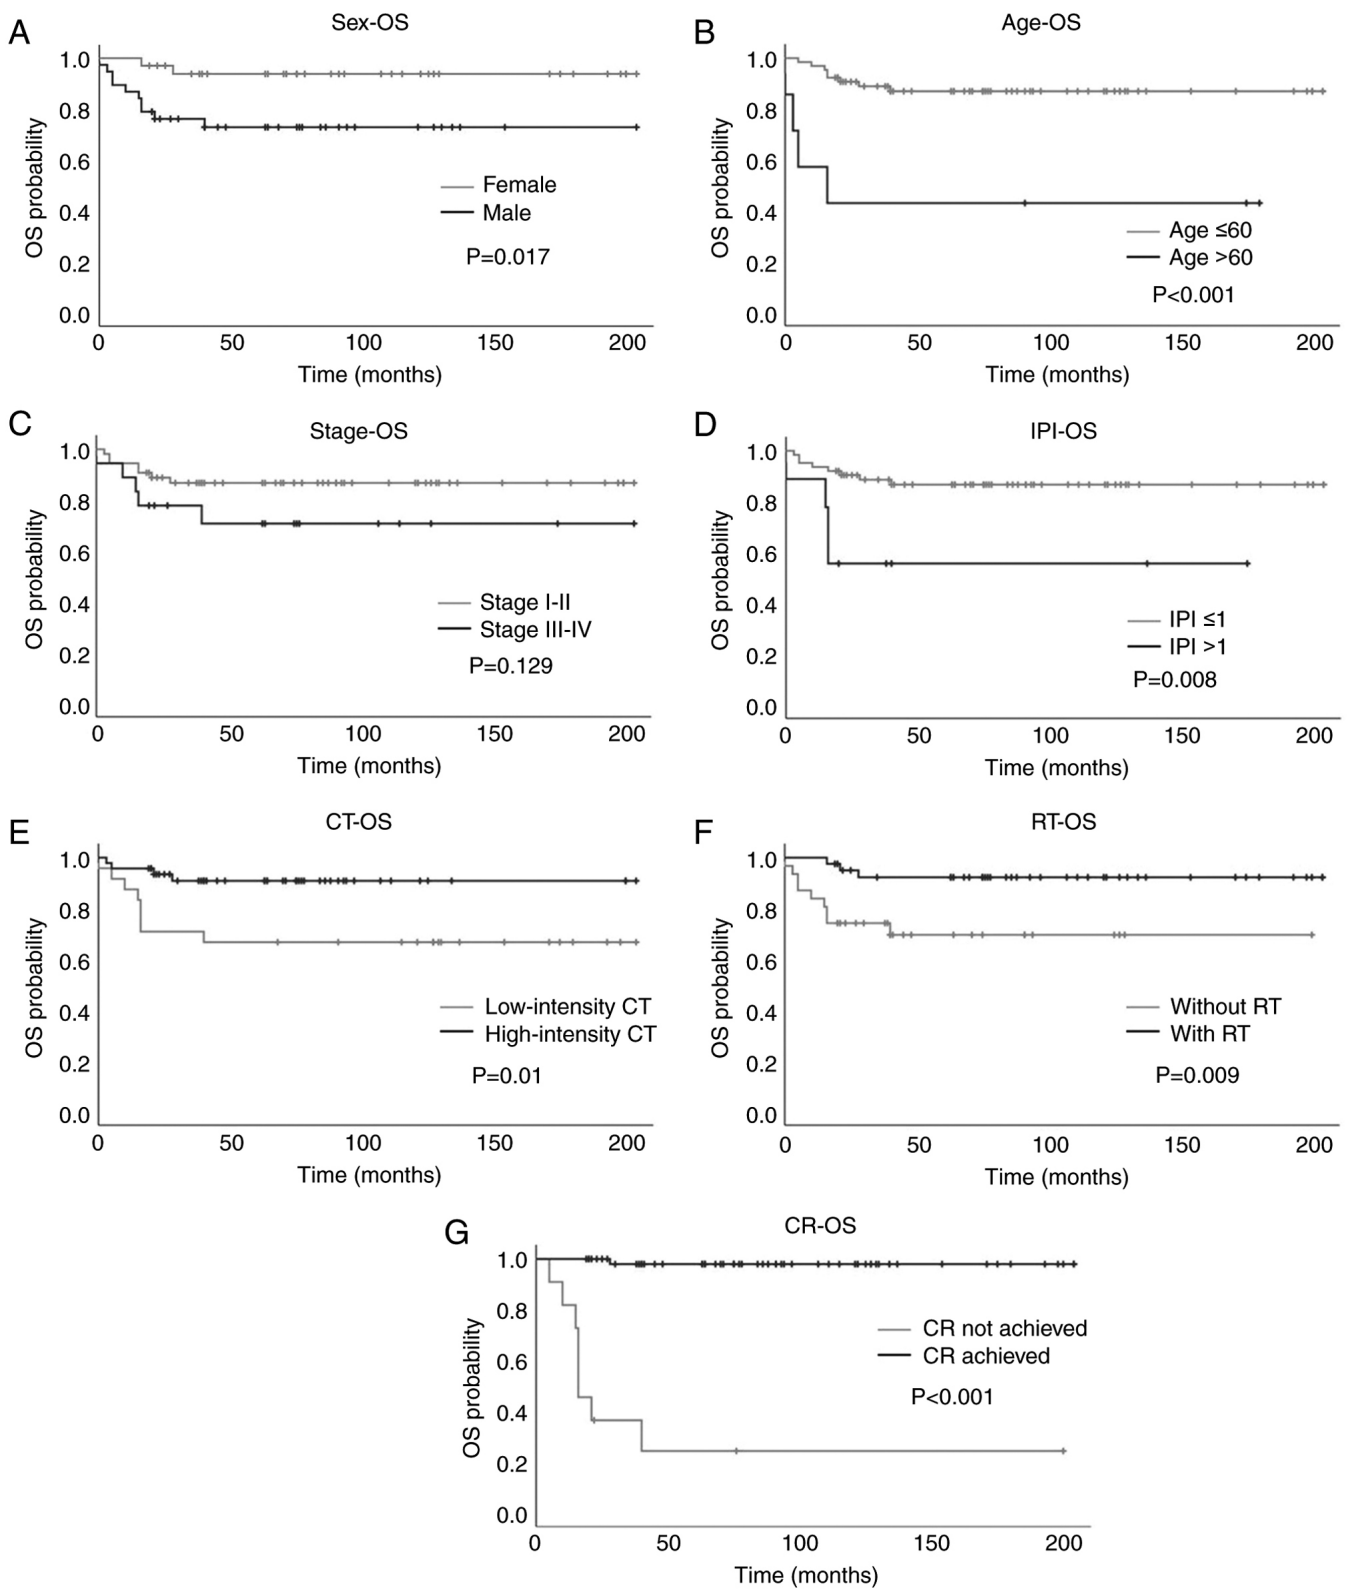 A
Sex-OS
OS probability
1.0
0.8
0.6
0.4
0.2
0.0
Female
Male
P=0.017
0 50 100 150 200
Time (months)
B
Age-OS
OS probability
1.0
0.8
0.6
0.4
0.2
0.0
Age ≤60
Age >60
P<0.001
0 50 100 150 200
Time (months)
C
Stage-OS
OS probability
1.0
0.8
0.6
0.4
0.2
0.0
Stage I-II
Stage III-IV
P=0.129
0 50 100 150 200
Time (months)
D
IPI-OS
OS probability
1.0
0.8
0.6
0.4
0.2
0.0
IPI ≤1
IPI >1
P=0.008
0 50 100 150 200
Time (months)
E
CT-OS
OS probability
1.0
0.8
0.6
0.4
0.2
0.0
Low-intensity CT
High-intensity CT
P=0.01
0 50 100 150 200
Time (months)
F
RT-OS
OS probability
1.0
0.8
0.6
0.4
0.2
0.0
Without RT
With RT
P=0.009
0 50 100 150 200
Time (months)
G
CR-OS
OS probability
1.0
0.8
0.6
0.4
0.2
0.0
CR not achieved
CR achieved
P<0.001
0 50 100 150 200
Time (months)